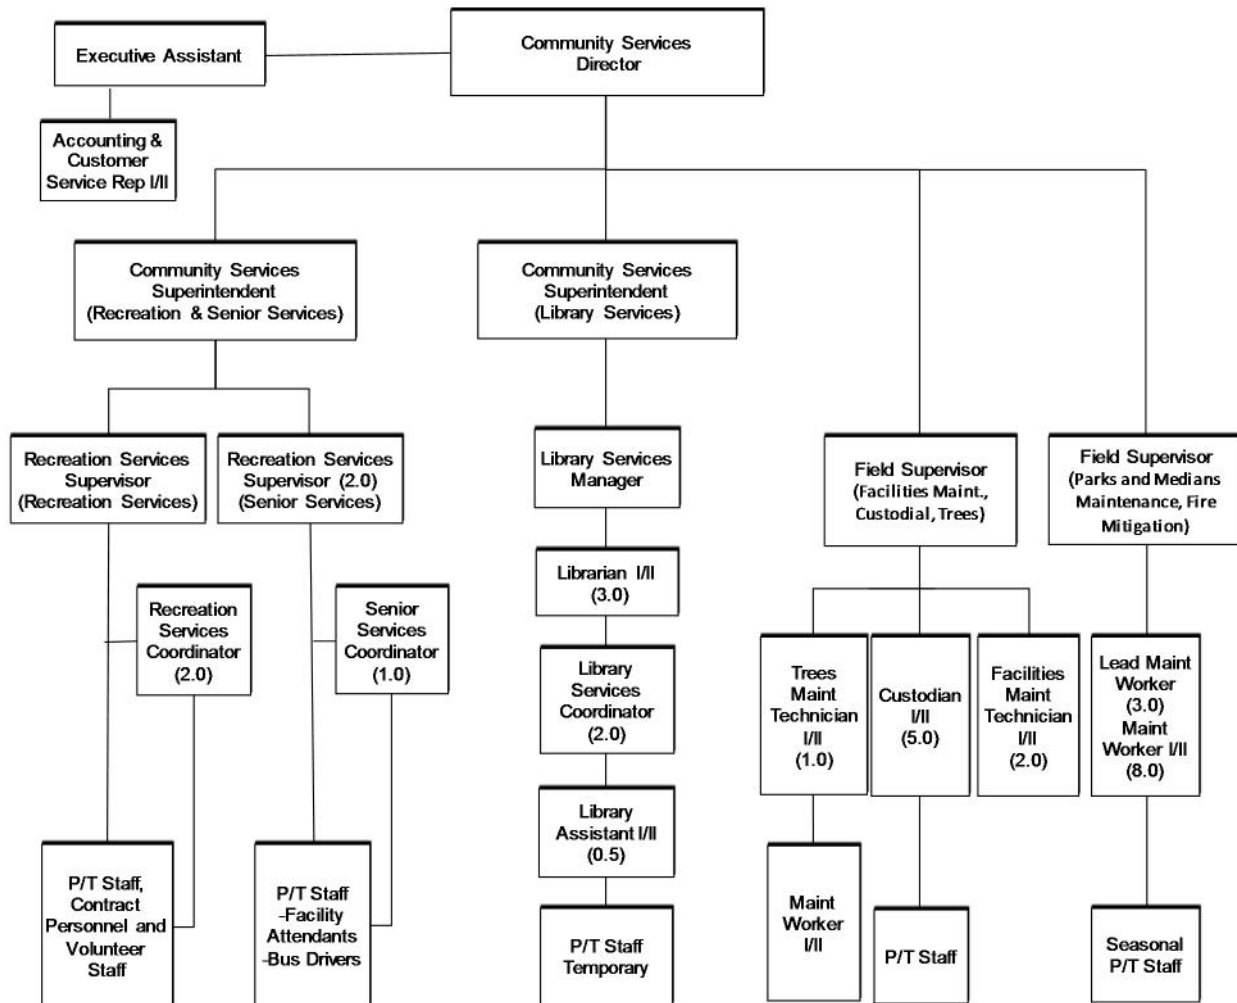 Executive Assistant
Community Services
Director
Accounting &
Customer
Service Rep I/II
Community Services
Superintendent
(Recreation & Senior Services)
Community Services
Superintendent
(Library Services)
Recreation Services
Supervisor
(Recreation Services)
Recreation Services
Supervisor (2.0)
(Senior Services)
Library Services
Manager
Field Supervisor
(Facilities Maint.,
Custodial, Trees)
Field Supervisor
(Parks and Medians
Maintenance, Fire
Mitigation)
Recreation
Services
Coordinator
(2.0)
Senior
Services
Coordinator
(1.0)
Librarian I/II
(3.0)
Library
Services
Coordinator
(2.0)
Trees
Maint
Technician
I/II
(1.0)
Custodian
I/II
(5.0)
Facilities
Maint
Technician
I/II
(2.0)
Lead Maint
Worker
(3.0)
Maint
Worker I/II
(8.0)
Library
Assistant I/II
(0.5)
P/T Staff,
Contract
Personnel and
Volunteer
Staff
P/T Staff
-Facility
Attendants
-Bus Drivers
P/T Staff
Temporary
Maint
Worker
I/II
P/T Staff
Seasonal
P/T Staff